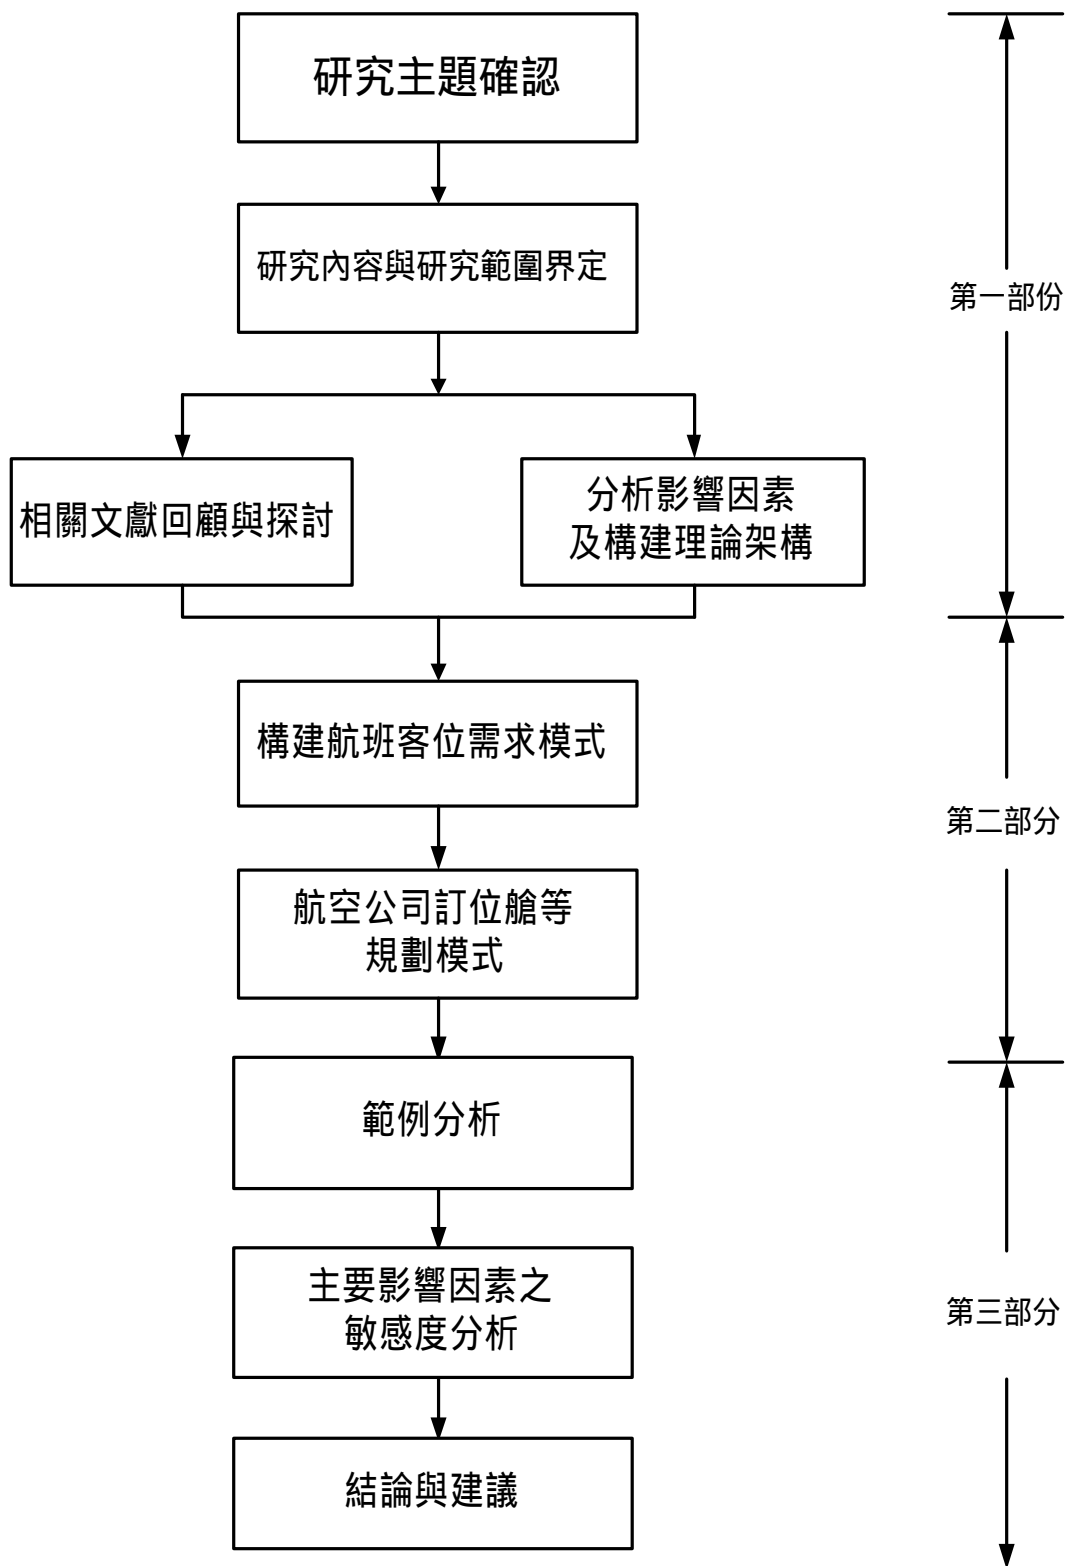 研究主題確認
研究內容與研究範圍界定
第一部份
相關文獻回顧與探討
分析影響因素
及構建理論架構
構建航班客位需求模式
第二部分
航空公司訂位艙等
規劃模式
範例分析
主要影響因素之
敏感度分析
第三部分
結論與建議